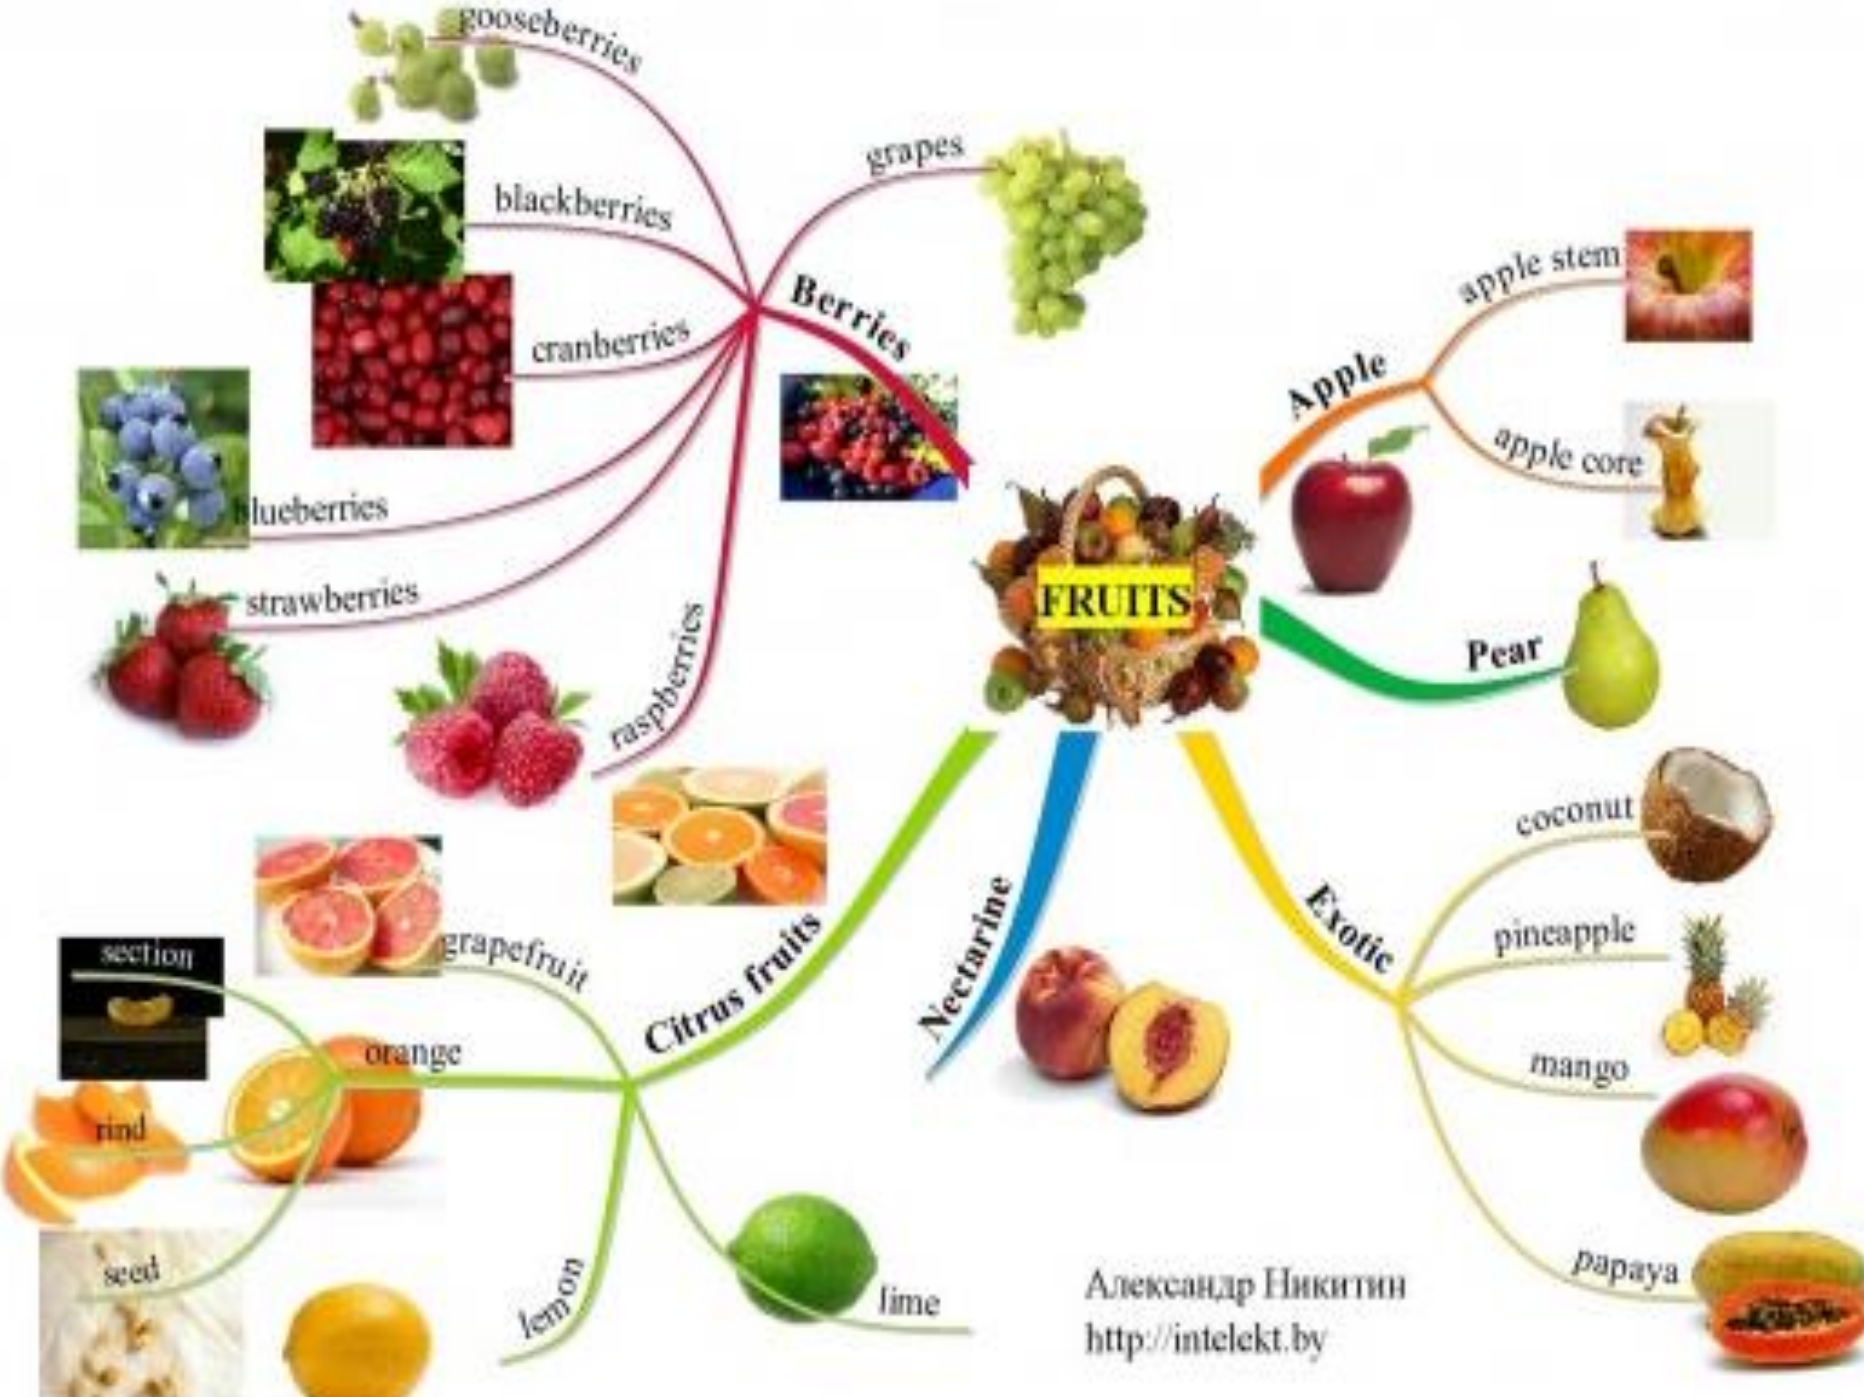 gooseberries
grapes
blackberries
Berries
cranberries
blueberries
strawberries
raspberries
apple stem
Apple
apple core
FRUITS
Pear
coconut
pineapple
Exotic
mango
papaya
Nectarine
Citrus fruits
grapefruit
section
orange
rind
seed
lemon
lime
Александр Никитин
http://intelekt.by